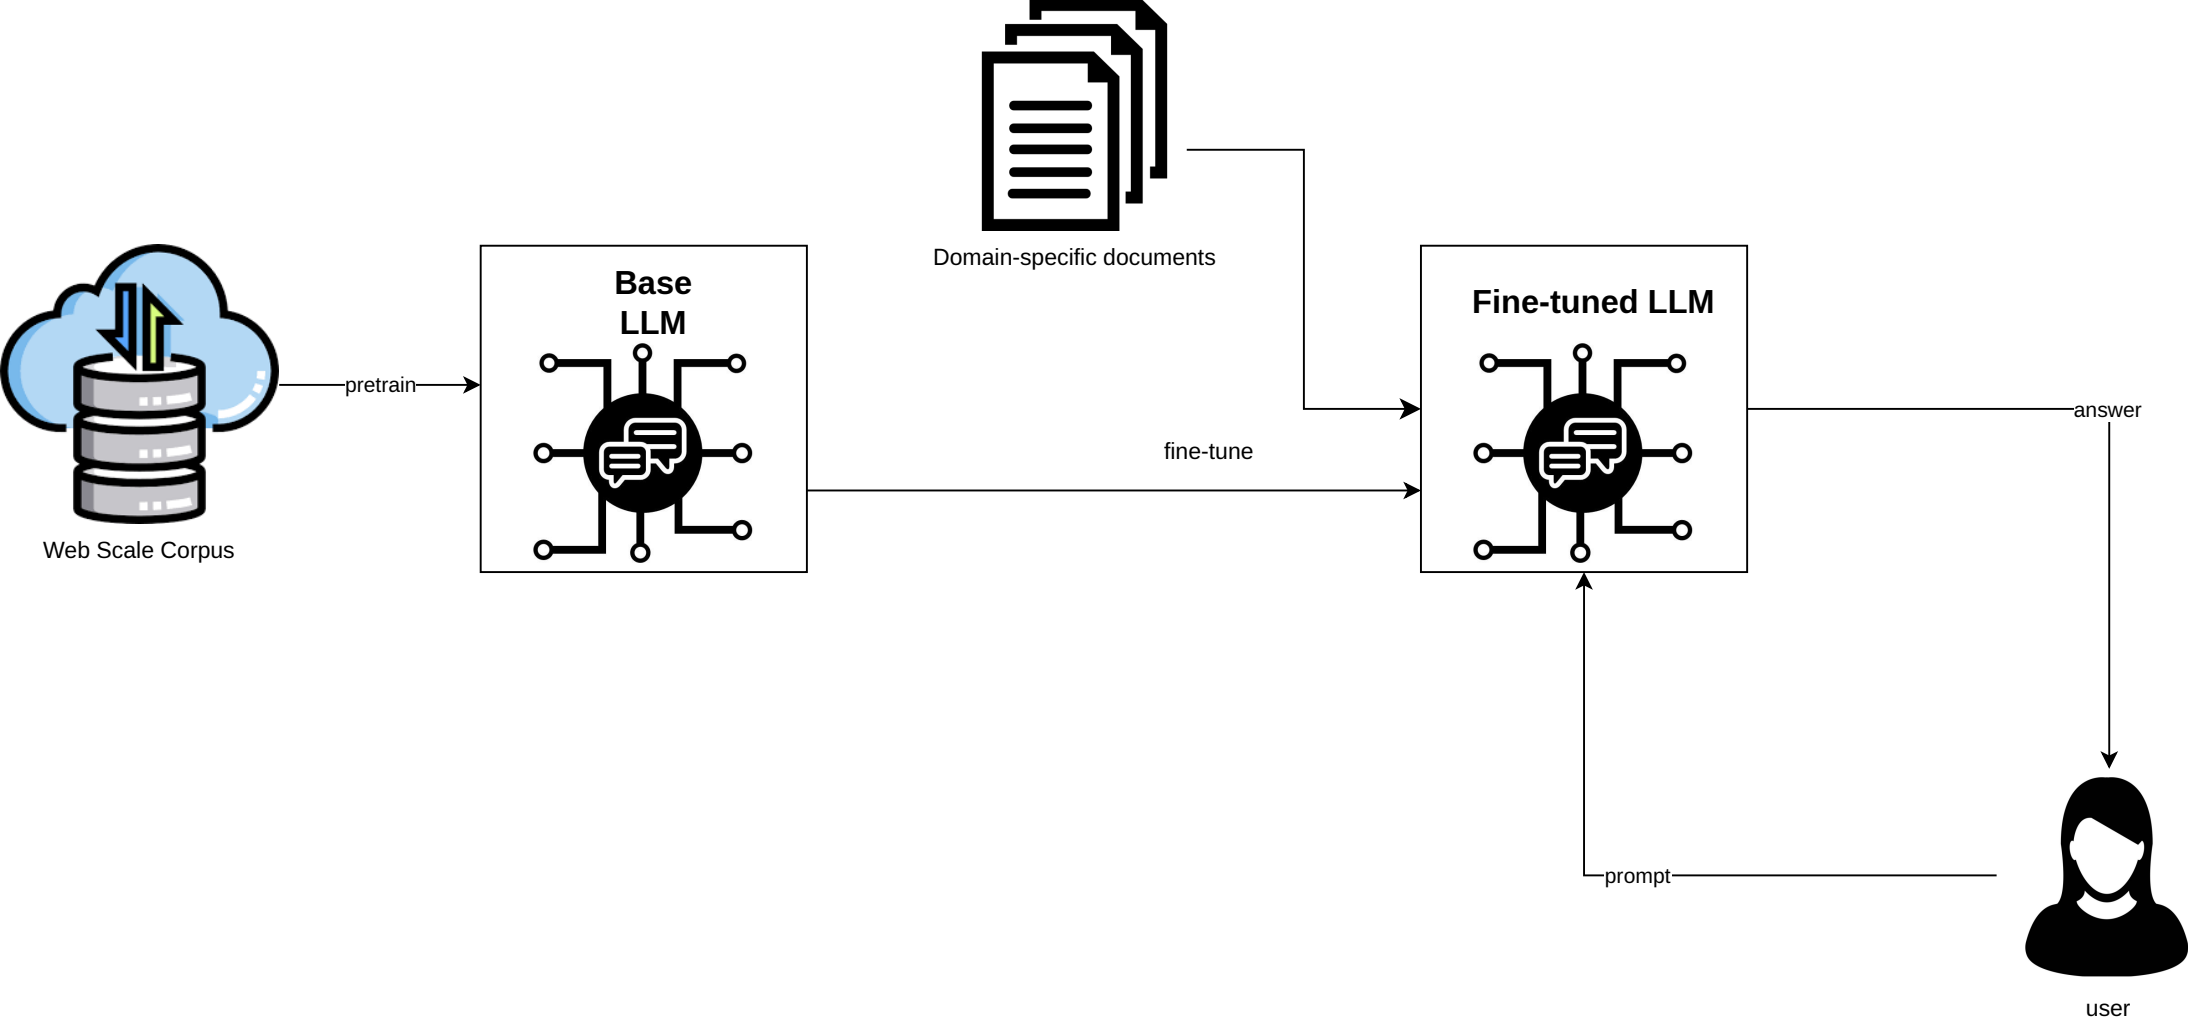 Domain-specific documents
Base
LLM
Fine-tuned LLM
pretrain
answer
fine-tune
Web Scale Corpus
prompt
user